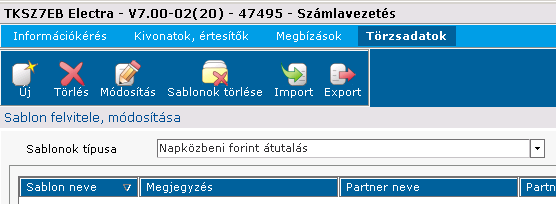 TKSZ7EB Electra - V7.00-02(20) - 47495 - Számlavezetés
Információkérés Kivonatok, értesítők Megbízások Törzsadatok
Új Törlés Módosítás Sablonok törlése Import Export
Sablon felvitele, módosítása
Sablonok típusa Napközbeni forint átutalás
Sablon neve Megjegyzés Partner neve Partn